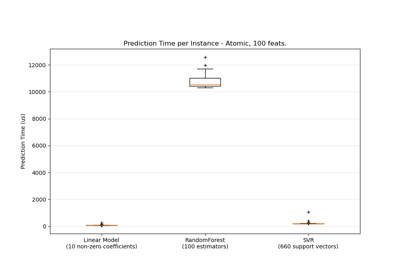 Prediction Time per Instance - Atomic, 100 feats.
12000
10000
8000
6000
4000
2000
0
Prediction Time (us)
Linear Model
(10 non-zero coefficients)
RandomForest
(100 estimators)
SVR
(660 support vectors)